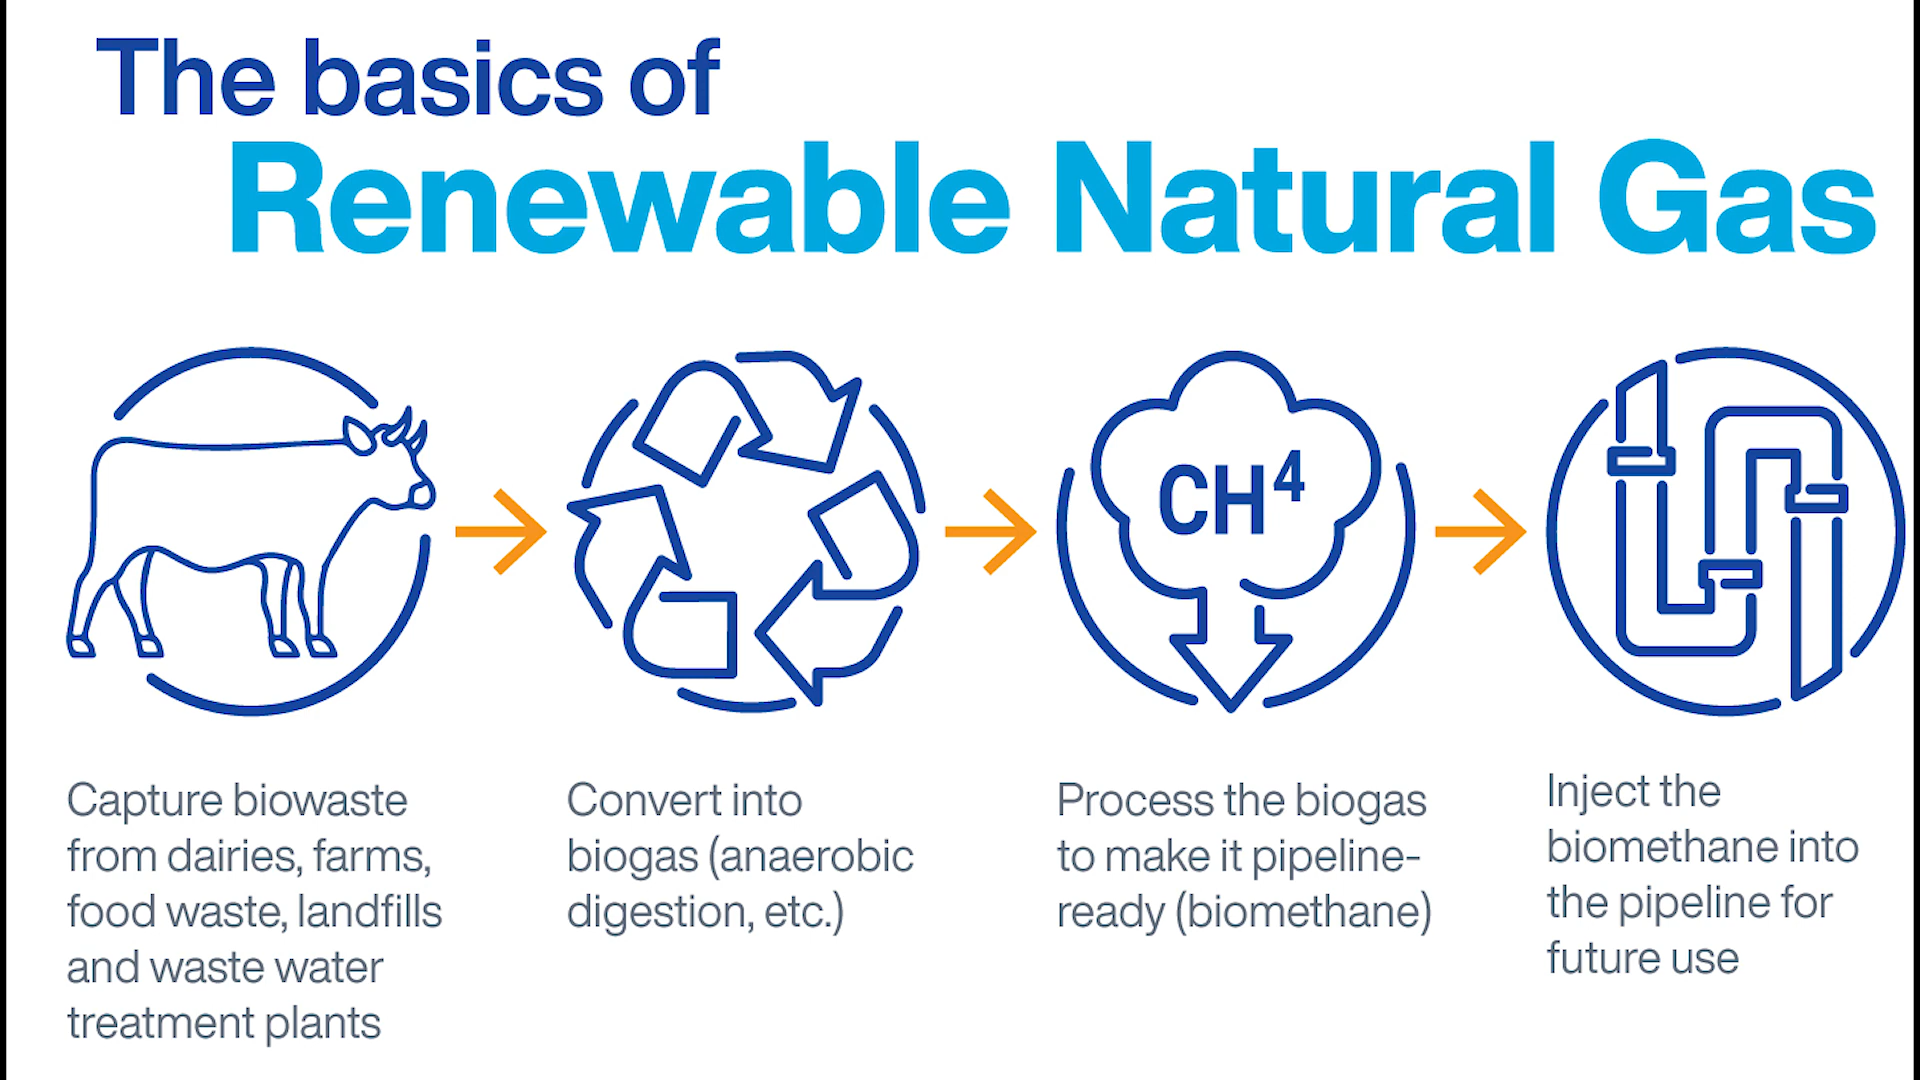 The basics of
Renewable Natural Gas
CH⁴
Capture biowaste
from dairies, farms,
food waste, landfills
and waste water
treatment plants
Convert into
biogas (anaerobic
digestion, etc.)
Process the biogas
to make it pipeline-
ready (biomethane)
Inject the
biomethane into
the pipeline for
future use